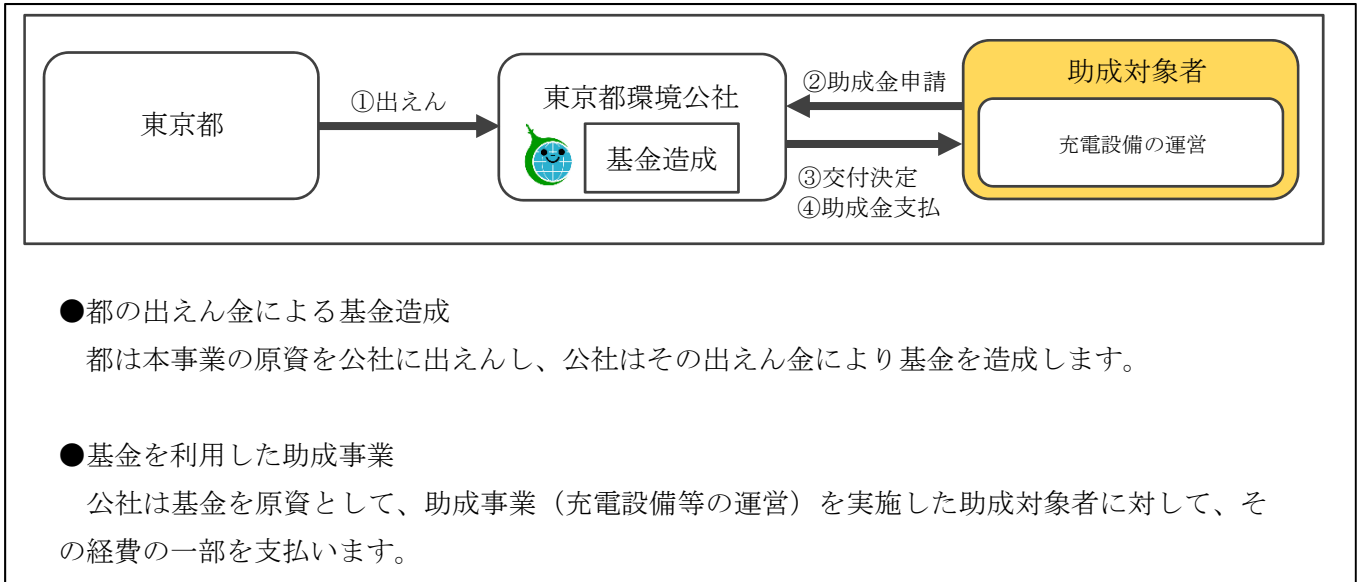 東京都
①出えん
東京都環境公社
基金造成
②助成金申請
③交付決定
④助成金支払
助成対象者
充電設備の運営
●都の出えん金による基金造成
都は本事業の原資を公社に出えんし、公社はその出えん金により基金を造成します。
●基金を利用した助成事業
公社は基金を原資として、助成事業（充電設備等の運営）を実施した助成対象者に対して、そ
の経費の一部を支払います。